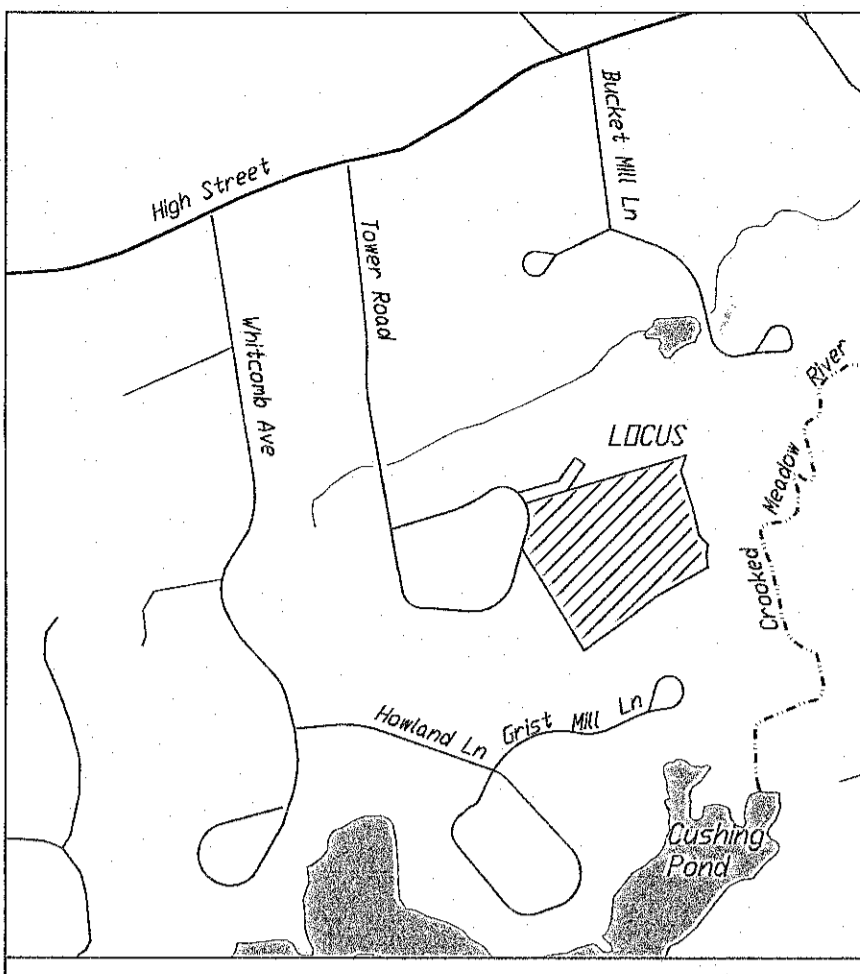 High Street
Bucket Mill Ln
Tower Road
Whitcomb Ave
LOCUS
Crooked Meadow River
Howland Ln
Grist Mill Ln
Cushing
Pond